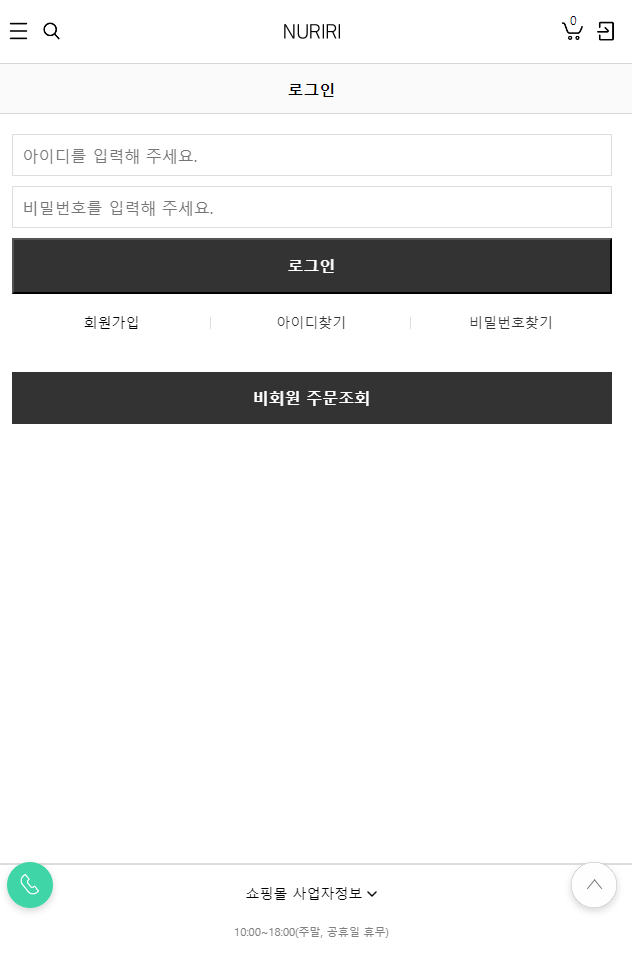 NURIRI
0
로그인
아이디를 입력해 주세요.
비밀번호를 입력해 주세요.
로그인
회원가입
아이디찾기
비밀번호찾기
비회원 주문조회
쇼핑몰 사업자정보
10:00~18:00(주말, 공휴일 휴무)